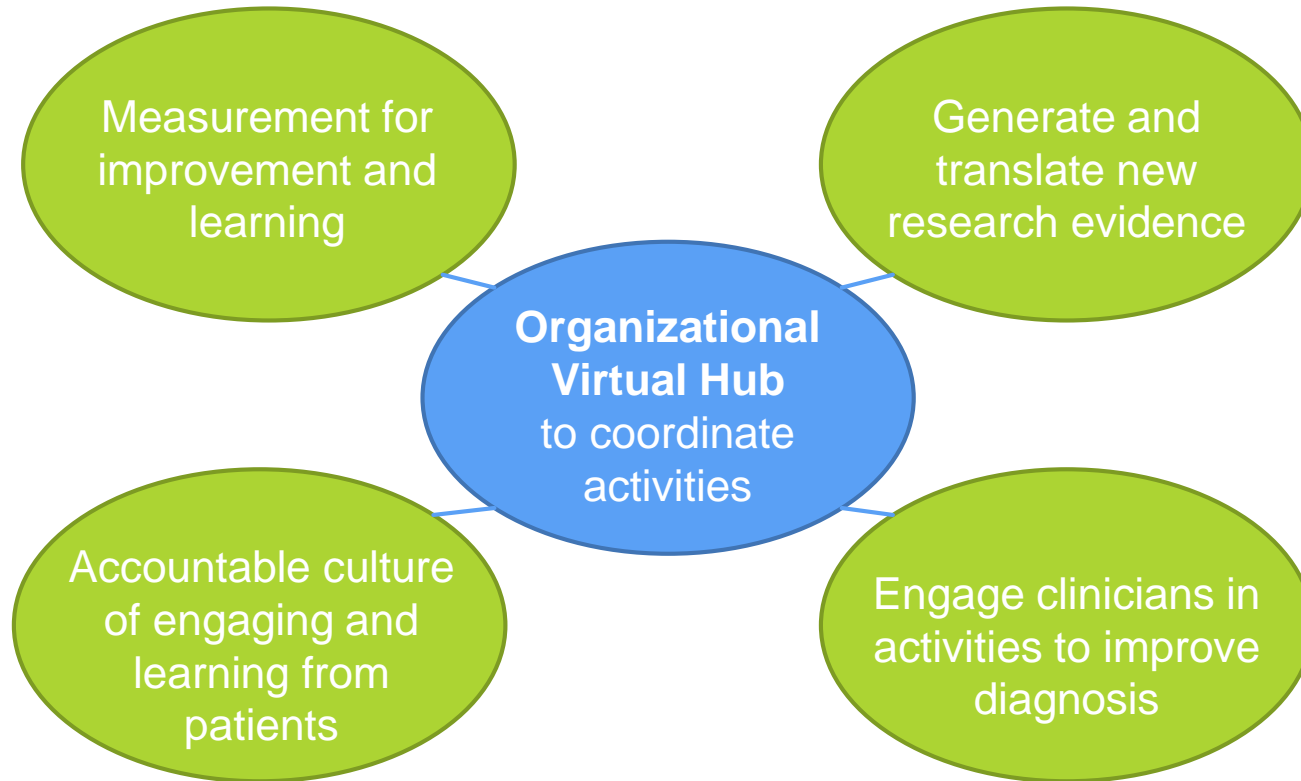 Measurement for
improvement and
learning
Generate and
translate new
research evidence
Organizational
Virtual Hub
to coordinate
activities
Accountable culture
of engaging and
learning from
patients
Engage clinicians in
activities to improve
diagnosis